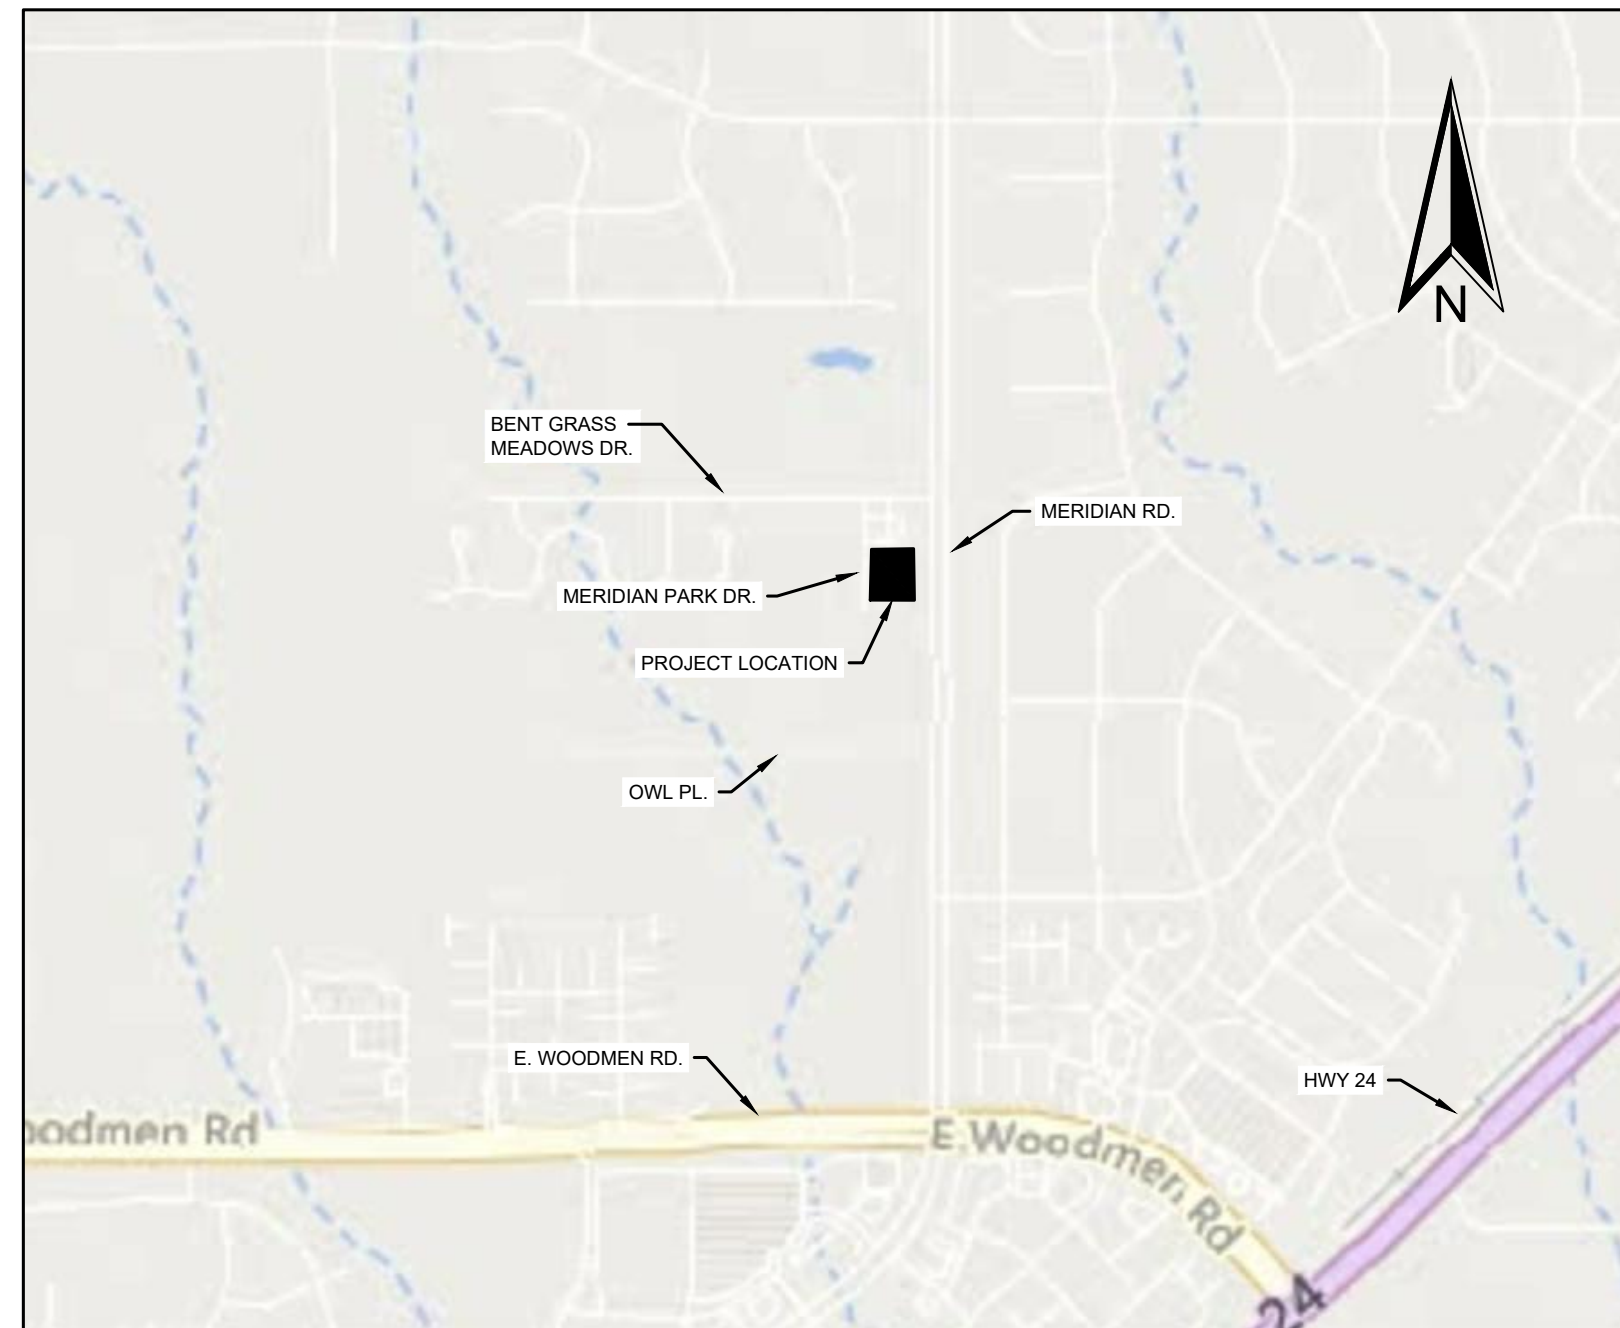 N
BENT GRASS
MEADOWS DR.
MERIDIAN RD.
MERIDIAN PARK DR.
PROJECT LOCATION
OWL PL.
E. WOODMEN RD.
HWY 24
oodmen Rd
E Woodmen Rd
24